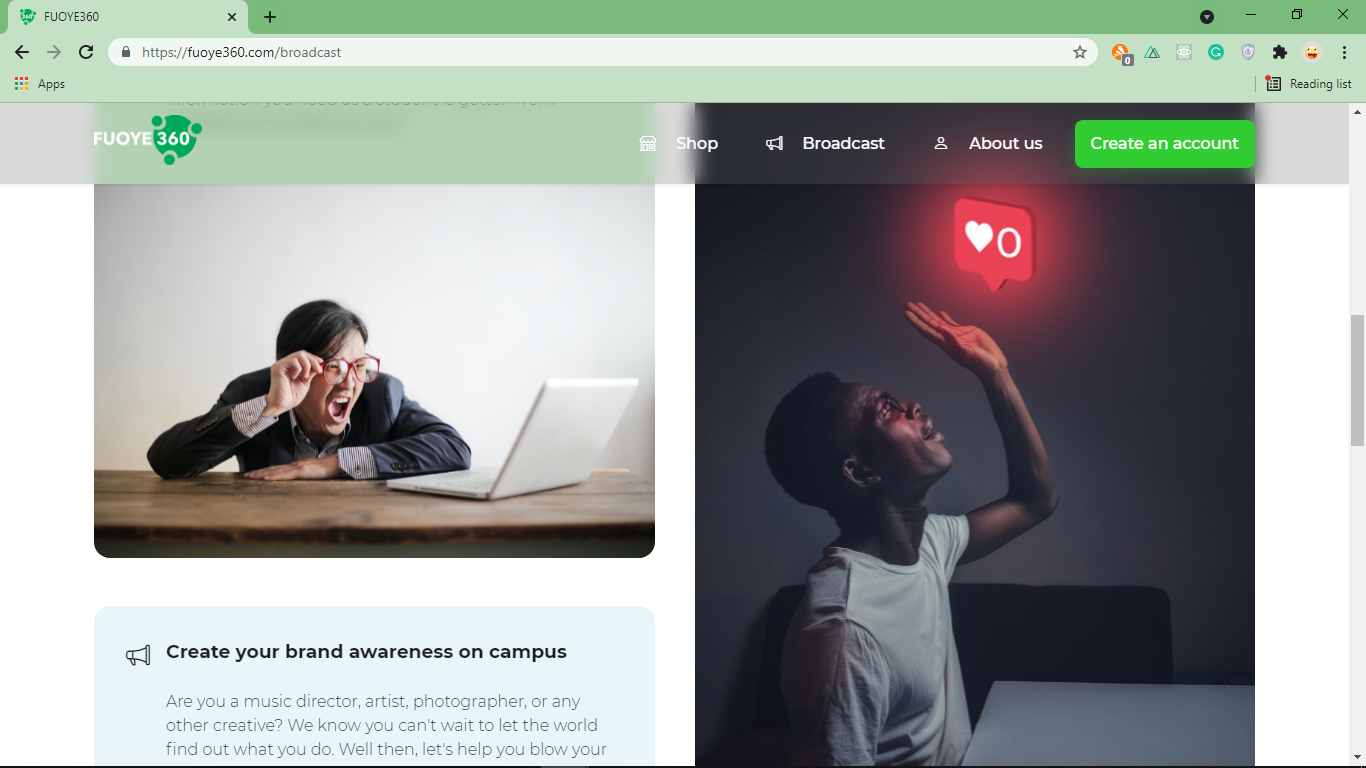 FUOYE360
https://fuoye360.com/broadcast
0
Apps
Reading list
information you need as a student is gotten from
FUOYE 360
Shop
Broadcast
About us
Create an account
0
Create your brand awareness on campus
Are you a music director, artist, photographer, or any
other creative? We know you can't wait to let the world
find out what you do. Well then, let's help you blow your